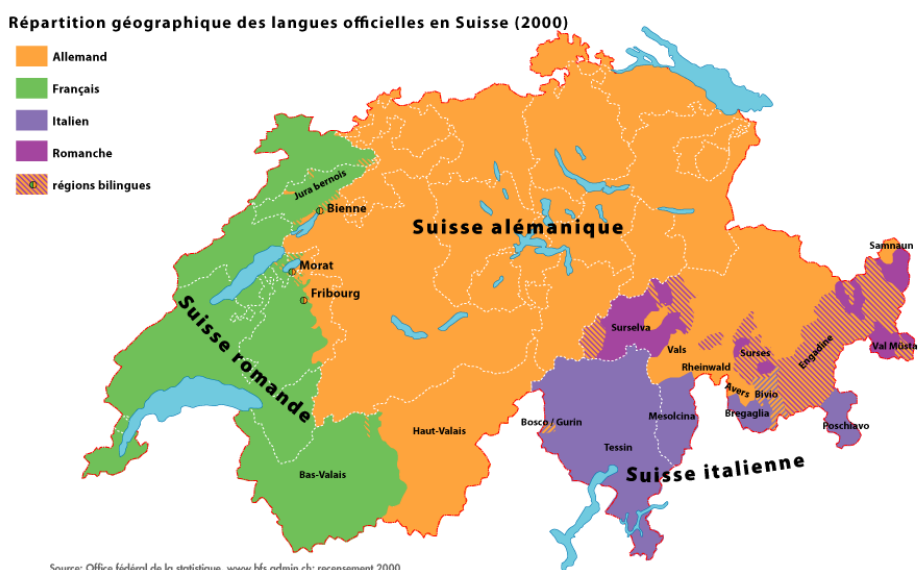 Répartition géographique des langues officielles en Suisse (2000)
Allemand
Français
Italien
Romanche
régions bilingues
Jura bernois
Bienne
Suisse alémanique
Morat
Fribourg
Suisse romande
Samnaun
Surselva
Vals
Rheinwald
Surses
Engadine
Val Müstair
Avers
Bivio
Bregaglia
Poschiavo
Haut-Valais
Bas-Valais
Bosco / Gurin
Mesolcina
Tessin
Suisse italienne
Source: Office fédéral de la statistique, www.bfs.admin.ch; recensement 2000